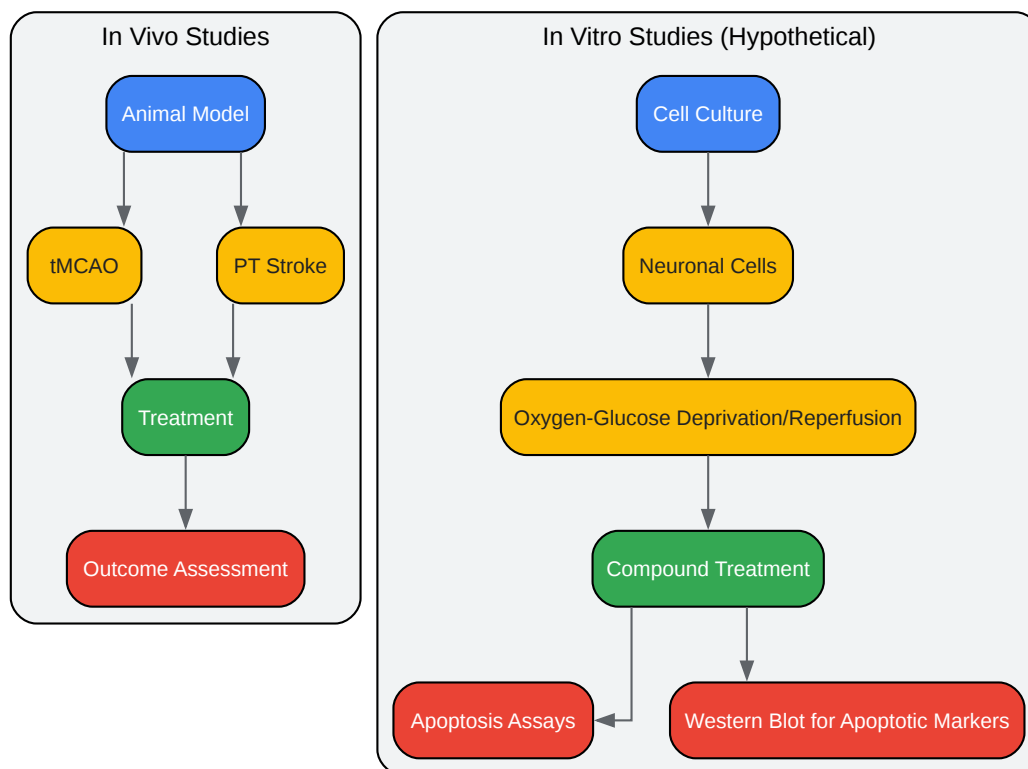 In Vivo Studies
Animal Model
tMCAO
PT Stroke
Treatment
Outcome Assessment
In Vitro Studies (Hypothetical)
Cell Culture
Neuronal Cells
Oxygen-Glucose Deprivation/Reperfusion
Compound Treatment
Apoptosis Assays
Western Blot for Apoptotic Markers